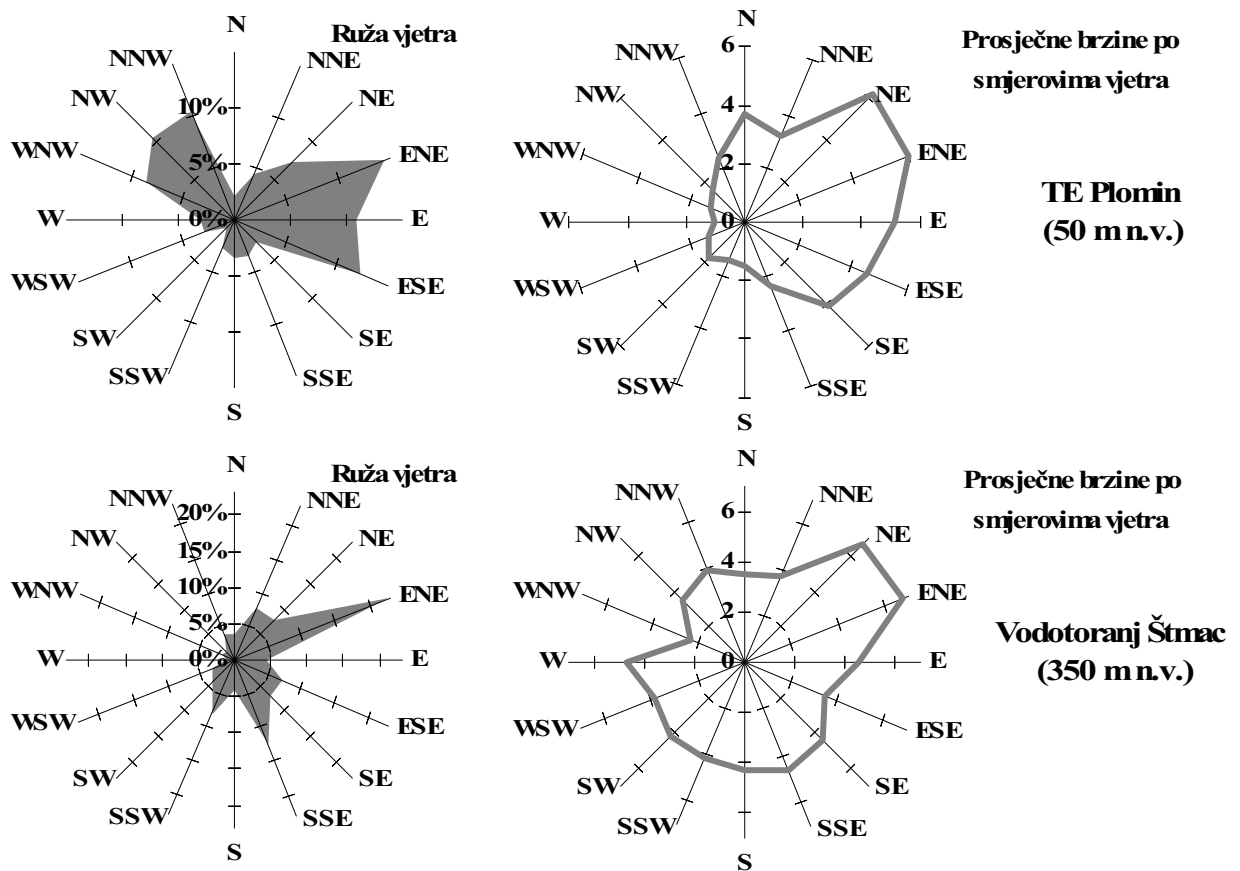 N
Ruža vjetra
NNW
NNE
NW
10%
NE
WNW
5%
ENE
W
0%
E
WSW
ESE
SW
SE
SSW
SSE
S
N
6
Prosječne brzine po
smjerovima vjetra
NNW
NNE
NW
4
NE
WNW
2
ENE
W
0
E
WSW
ESE
SW
SE
SSW
SSE
S
TE Plomin
(50 m n.v.)
N
Ruža vjetra
NNW
20%
NNE
NW
15%
NE
WNW
10%
ENE
5%
W
0%
E
WSW
ESE
SW
SE
SSW
SSE
S
N
Prosječne brzine po
smjerovima vjetra
NNW
6
NNE
NW
4
NE
WNW
2
ENE
W
0
E
WSW
ESE
SW
SE
SSW
SSE
S
Vodotoranj Štmac
(350 m n.v.)